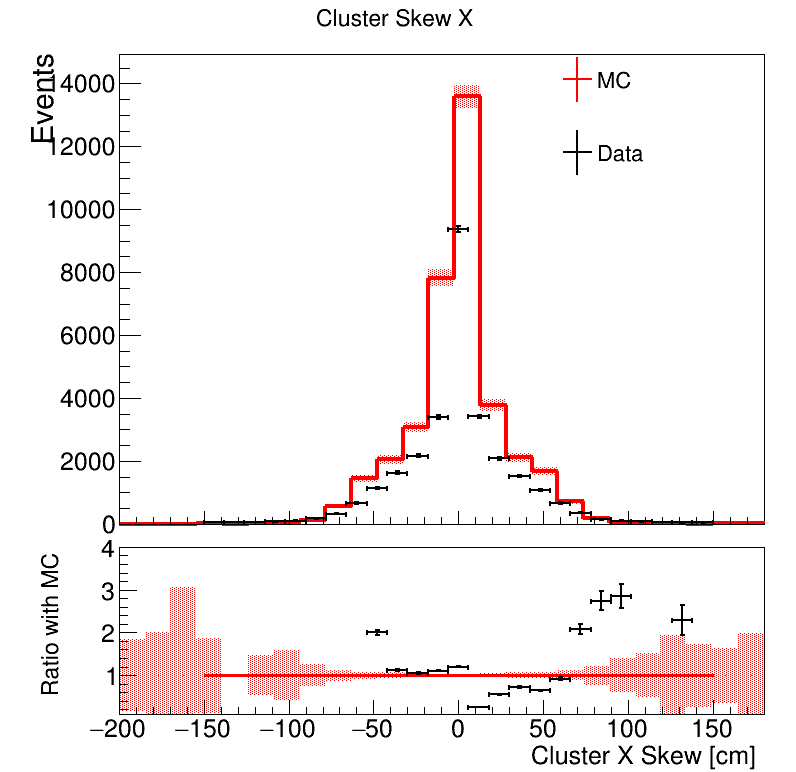 Cluster Skew X
Events
14000
12000
10000
8000
6000
4000
2000
0
MC
Data
Ratio with MC
4
3
2
1
−200 −150 −100 −50 0 50 100 150
Cluster X Skew [cm]